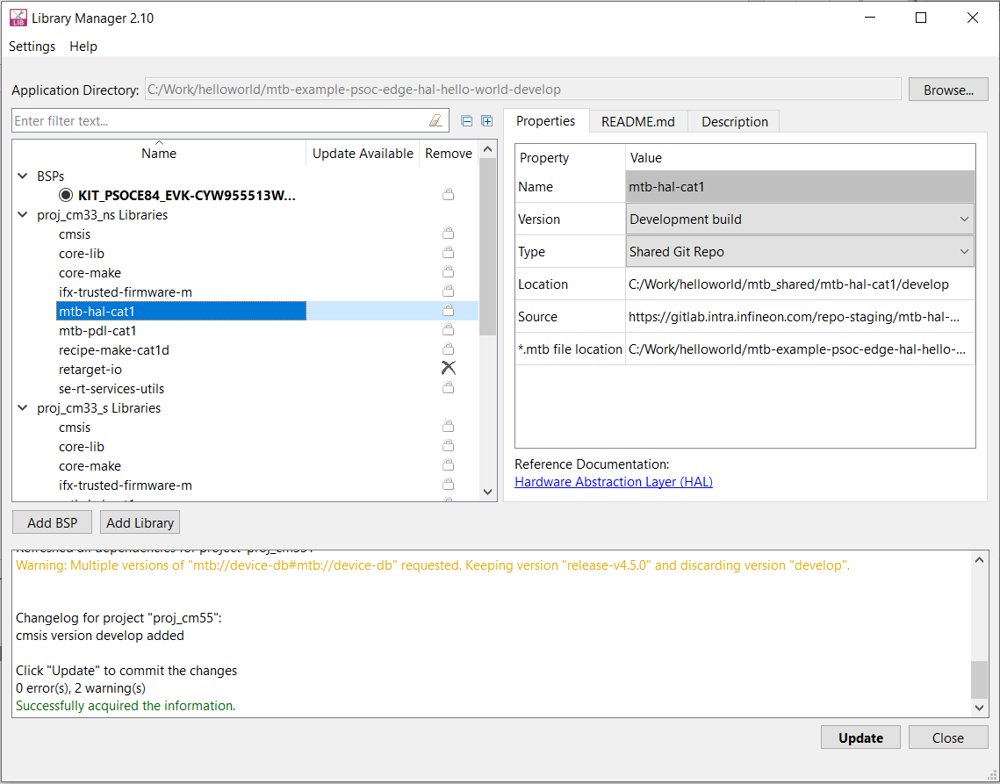 Library Manager 2.10
Settings Help
Application Directory: C:/Work/helloworld/mtb-example-psoc-edge-hal-hello-world-develop Browse...
Enter filter text...
Name Update Available Remove
BSPs
KIT_PSOCE84_EVK-CYW955513W...
proj_cm33_ns Libraries
cmsis
core-lib
core-make
ifx-trusted-firmware-m
mtb-hal-cat1
mtb-pdl-cat1
recipe-make-cat1d
retarget-io
se-rt-services-utils
proj_cm33_s Libraries
cmsis
core-lib
core-make
ifx-trusted-firmware-m
Properties README.md Description
Property Value
Name mtb-hal-cat1
Version Development build
Type Shared Git Repo
Location C:/Work/helloworld/mtb_shared/mtb-hal-cat1/develop
Source https://gitlab.intra.infineon.com/repo-staging/mtb-hal-...
*.mtb file location C:/Work/helloworld/mtb-example-psoc-edge-hal-hello-...
Reference Documentation:
Hardware Abstraction Layer (HAL)
Add BSP Add Library
Refreshed all dependencies for project "proj_cm55".
Warning: Multiple versions of "mtb://device-db#mtb://device-db" requested. Keeping version "release-v4.5.0" and discarding version "develop".
Changelog for project "proj_cm55":
cmsis version develop added
Click "Update" to commit the changes
0 error(s), 2 warning(s)
Successfully acquired the information.
Update Close